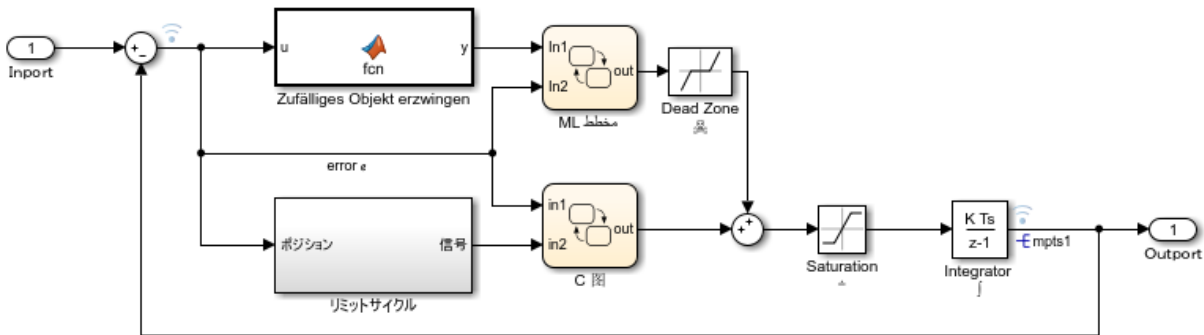 1
Inport
+
−
u
y
fcn
Zufälliges Objekt erzwingen
In1
In2
out
ML مخطط
Dead Zone
error e
ポジション
信号
リミットサイクル
in1
in2
out
C 图
+
+
Saturation
K Ts
z-1
mpts1
Integrator
∫
1
Outport